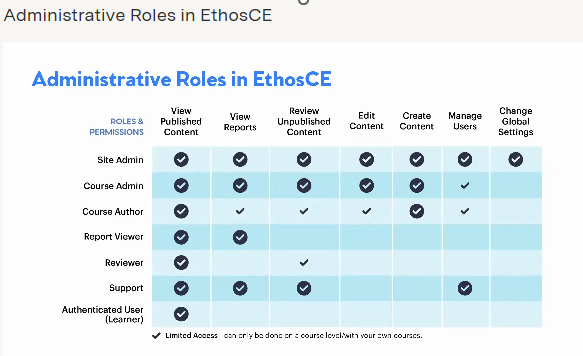 Administrative Roles in EthosCE
Administrative Roles in EthosCE
ROLES & PERMISSIONS
View Published Content
View Reports
Review Unpublished Content
Edit Content
Create Content
Manage Users
Change Global Settings
Site Admin
Course Admin
Course Author
Report Viewer
Reviewer
Support
Authenticated User (Learner)
Limited Access can only be done on a course level/with your own courses.